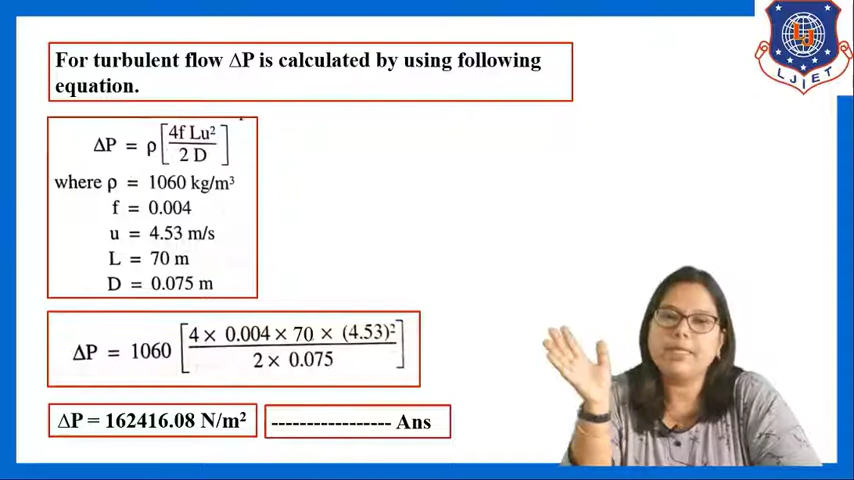 For turbulent flow ΔP is calculated by using following
equation.
ΔP = ρ [ 4f Lu² / 2 D ]
where ρ = 1060 kg/m³
f = 0.004
u = 4.53 m/s
L = 70 m
D = 0.075 m
ΔP = 1060 [ 4 × 0.004 × 70 × (4.53)² / 2 × 0.075 ]
ΔP = 162416.08 N/m²
----------------- Ans
LJ
LJIET